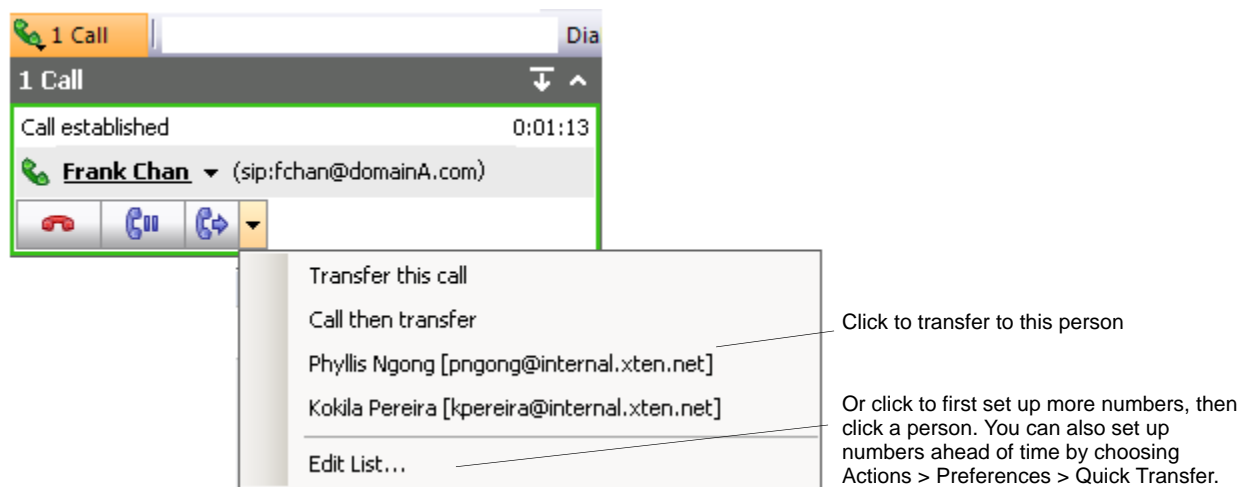 1 Call
Dia
1 Call
Call established 0:01:13
Frank Chan (sip:fchan@domainA.com)
Transfer this call
Call then transfer
Phyllis Ngong [pngong@internal.xten.net]
Kokila Pereira [kpereira@internal.xten.net]
Edit List...
Click to transfer to this person
Or click to first set up more numbers, then
click a person. You can also set up
numbers ahead of time by choosing
Actions > Preferences > Quick Transfer.